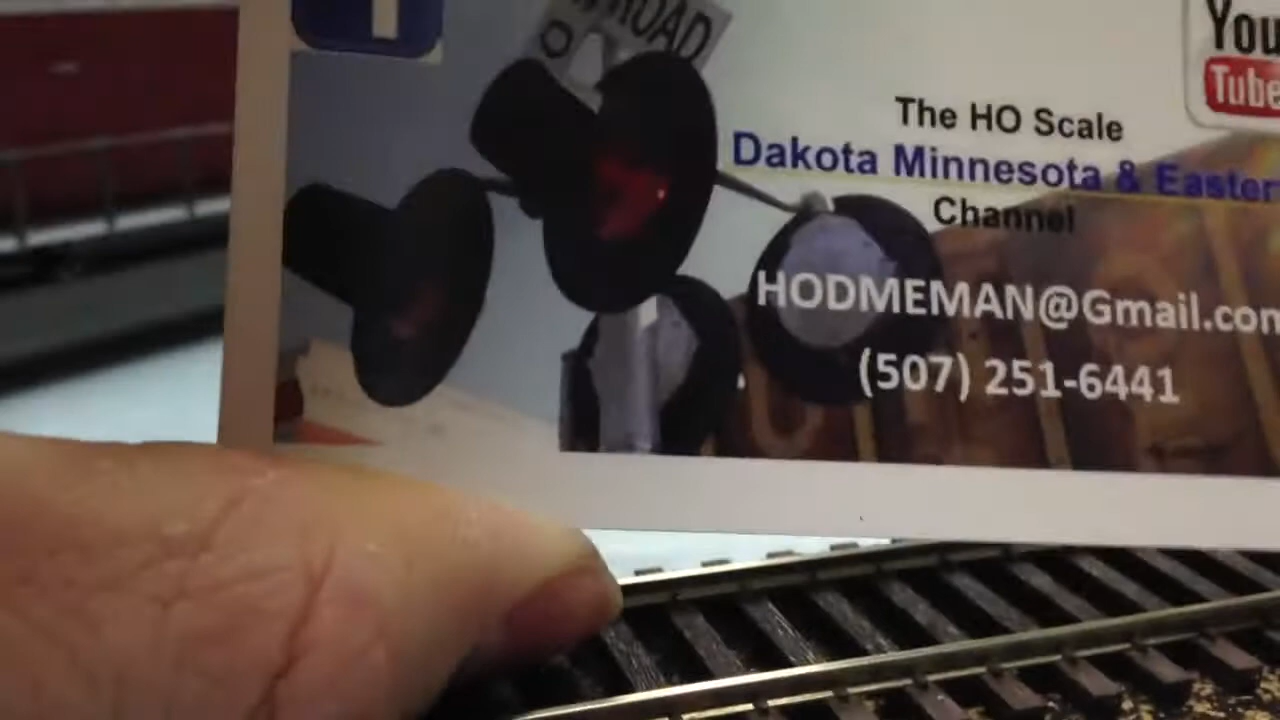 ROAD
You
Tube
The HO Scale
Dakota Minnesota & Easter
Channel
HODMEMAN@Gmail.con
(507) 251-6441